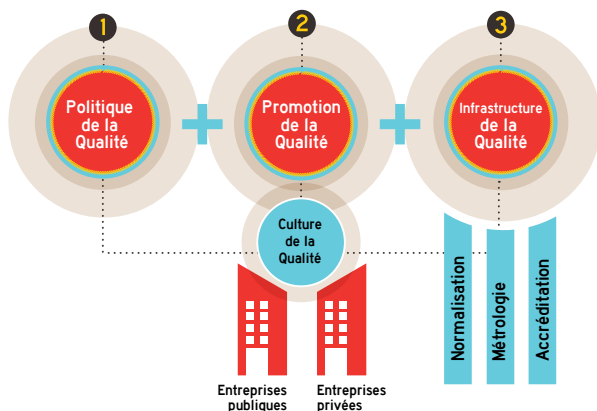 1
2
3
Politique
de la
Qualité
Promotion
de la
Qualité
Infrastructure
de la
Qualité
Culture
de la
Qualité
Normalisation
Métrologie
Accréditation
Entreprises
publiques
Entreprises
privées